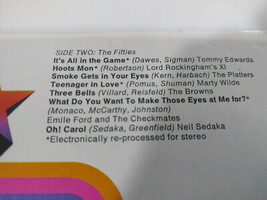 SIDE TWO: The Fifties
It's All in the Game* (Dawes, Sigman) Tommy Edwards
Hoots Mon* (Robertson) Lord Rockingham's XI
Smoke Gets in Your Eyes (Kern, Harbach) The Platters
Teenager in Love* (Pomus, Shuman) Marty Wilde
Three Bells (Villard, Reisfeld) The Browns
What Do You Want To Make Those Eyes at Me for?*
(Monaco, McCarthy, Johnston)
Emile Ford and the Checkmates
Oh! Carol (Sedaka, Greenfield) Neil Sedaka
*Electronically re-processed for stereo